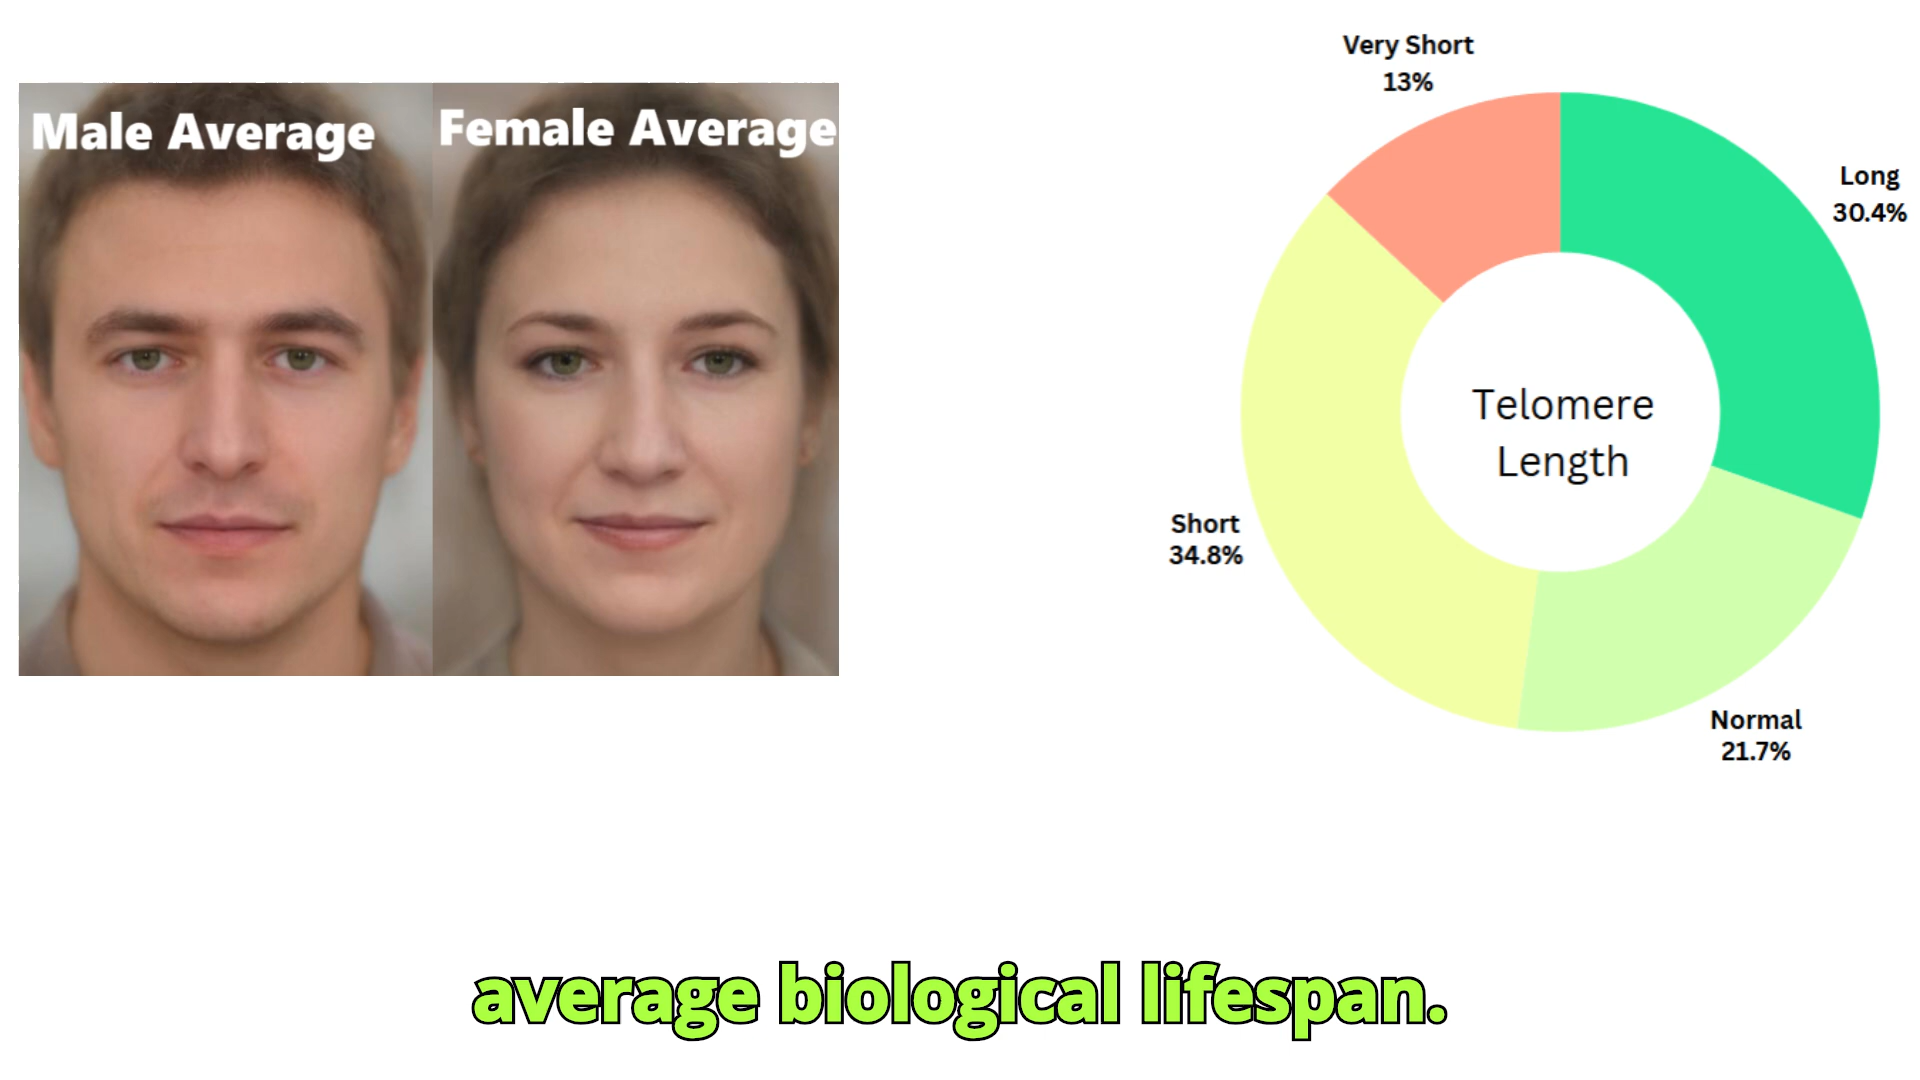 Male Average
Female Average
Very Short
13%
Long
30.4%
Telomere
Length
Short
34.8%
Normal
21.7%
average biological lifespan.